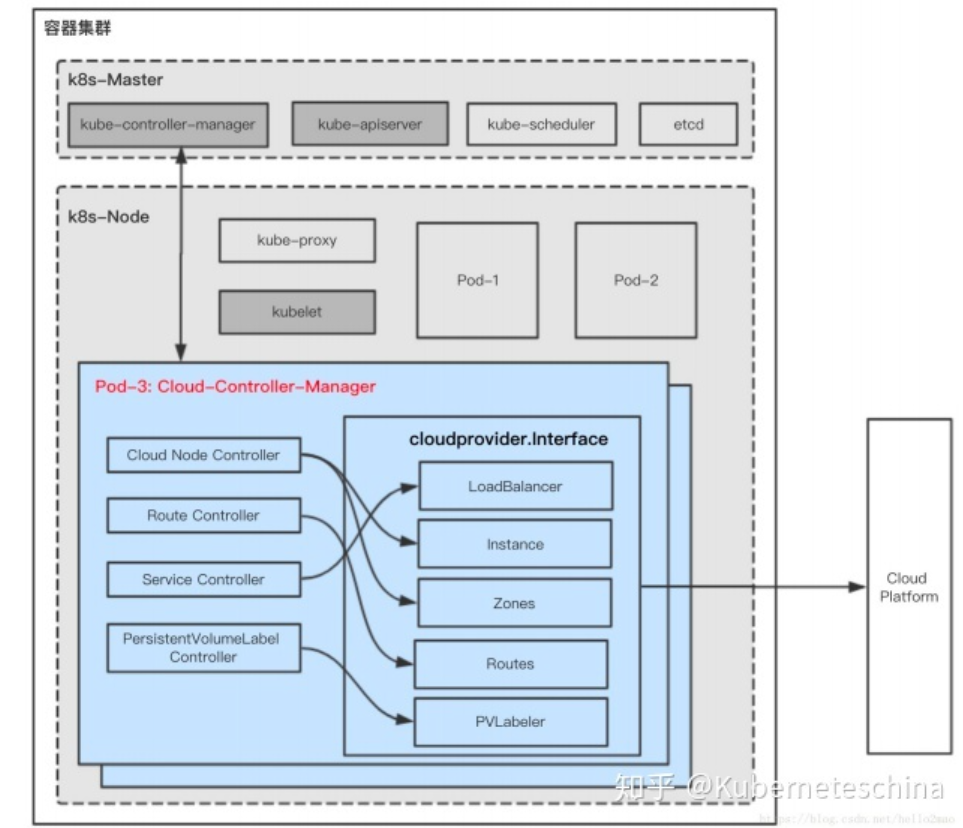 容器集群
k8s-Master
kube-controller-manager
kube-apiserver
kube-scheduler
etcd
k8s-Node
kube-proxy
Pod-1
Pod-2
kubelet
Pod-3: Cloud-Controller-Manager
cloudprovider.Interface
Cloud Node Controller
LoadBalancer
Route Controller
Instance
Service Controller
Zones
PersistentVolumeLabel
Controller
Routes
PVLabeler
Cloud
Platform
知乎 @Kuberneteschina
https://blog.csdn.net/hello2mao